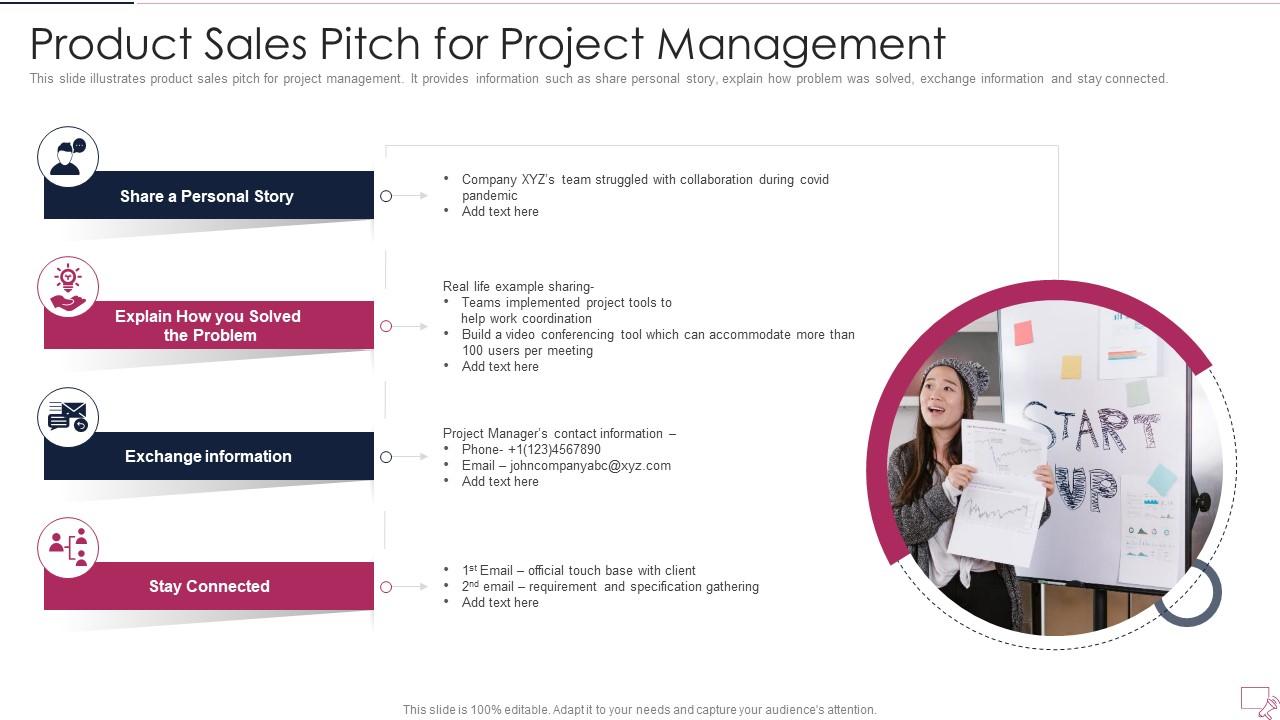 Product Sales Pitch for Project Management
This slide illustrates product sales pitch for project management. It provides information such as share personal story, explain how problem was solved, exchange information and stay connected.
Share a Personal Story
• Company XYZ's team struggled with collaboration during covid
pandemic
• Add text here
Explain How you Solved
the Problem
Real life example sharing-
• Teams implemented project tools to
help work coordination
• Build a video conferencing tool which can accommodate more than
100 users per meeting
• Add text here
Exchange information
Project Manager's contact information –
• Phone- +1(123)4567890
• Email – johncompanyabc@xyz.com
• Add text here
Stay Connected
• 1st Email – official touch base with client
• 2nd email – requirement and specification gathering
• Add text here
START
UP
This slide is 100% editable. Adapt it to your needs and capture your audience's attention.